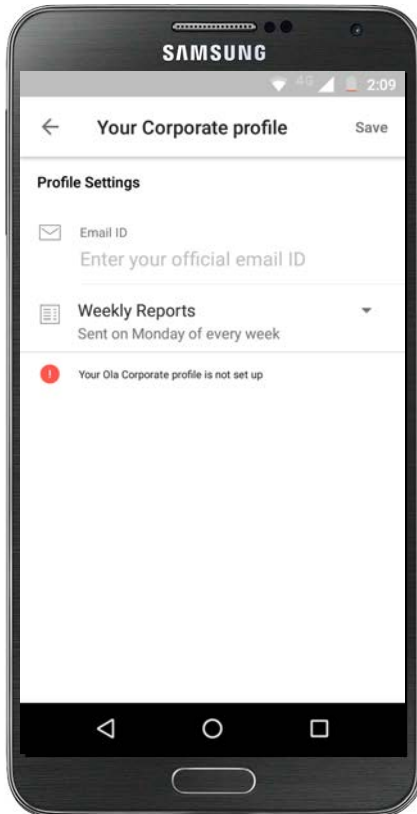 SAMSUNG
4G 2:09
Your Corporate profile Save
Profile Settings
Email ID
Enter your official email ID
Weekly Reports
Sent on Monday of every week
! Your Ola Corporate profile is not set up